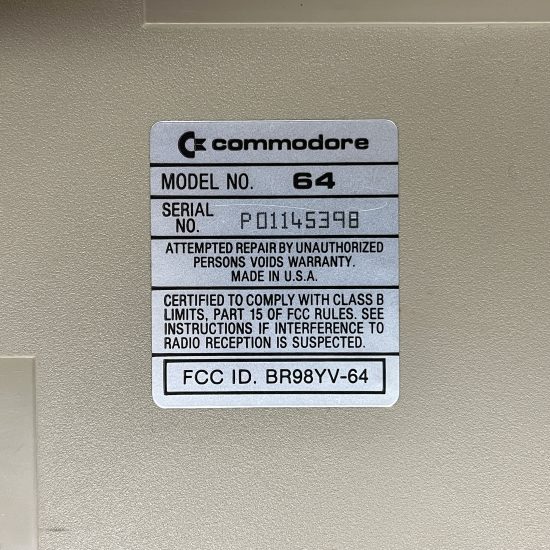 commodore
MODEL NO. 64
SERIAL NO. P01145398
ATTEMPTED REPAIR BY UNAUTHORIZED
PERSONS VOIDS WARRANTY.
MADE IN U.S.A.
CERTIFIED TO COMPLY WITH CLASS B
LIMITS, PART 15 OF FCC RULES. SEE
INSTRUCTIONS IF INTERFERENCE TO
RADIO RECEPTION IS SUSPECTED.
FCC ID. BR98YV-64